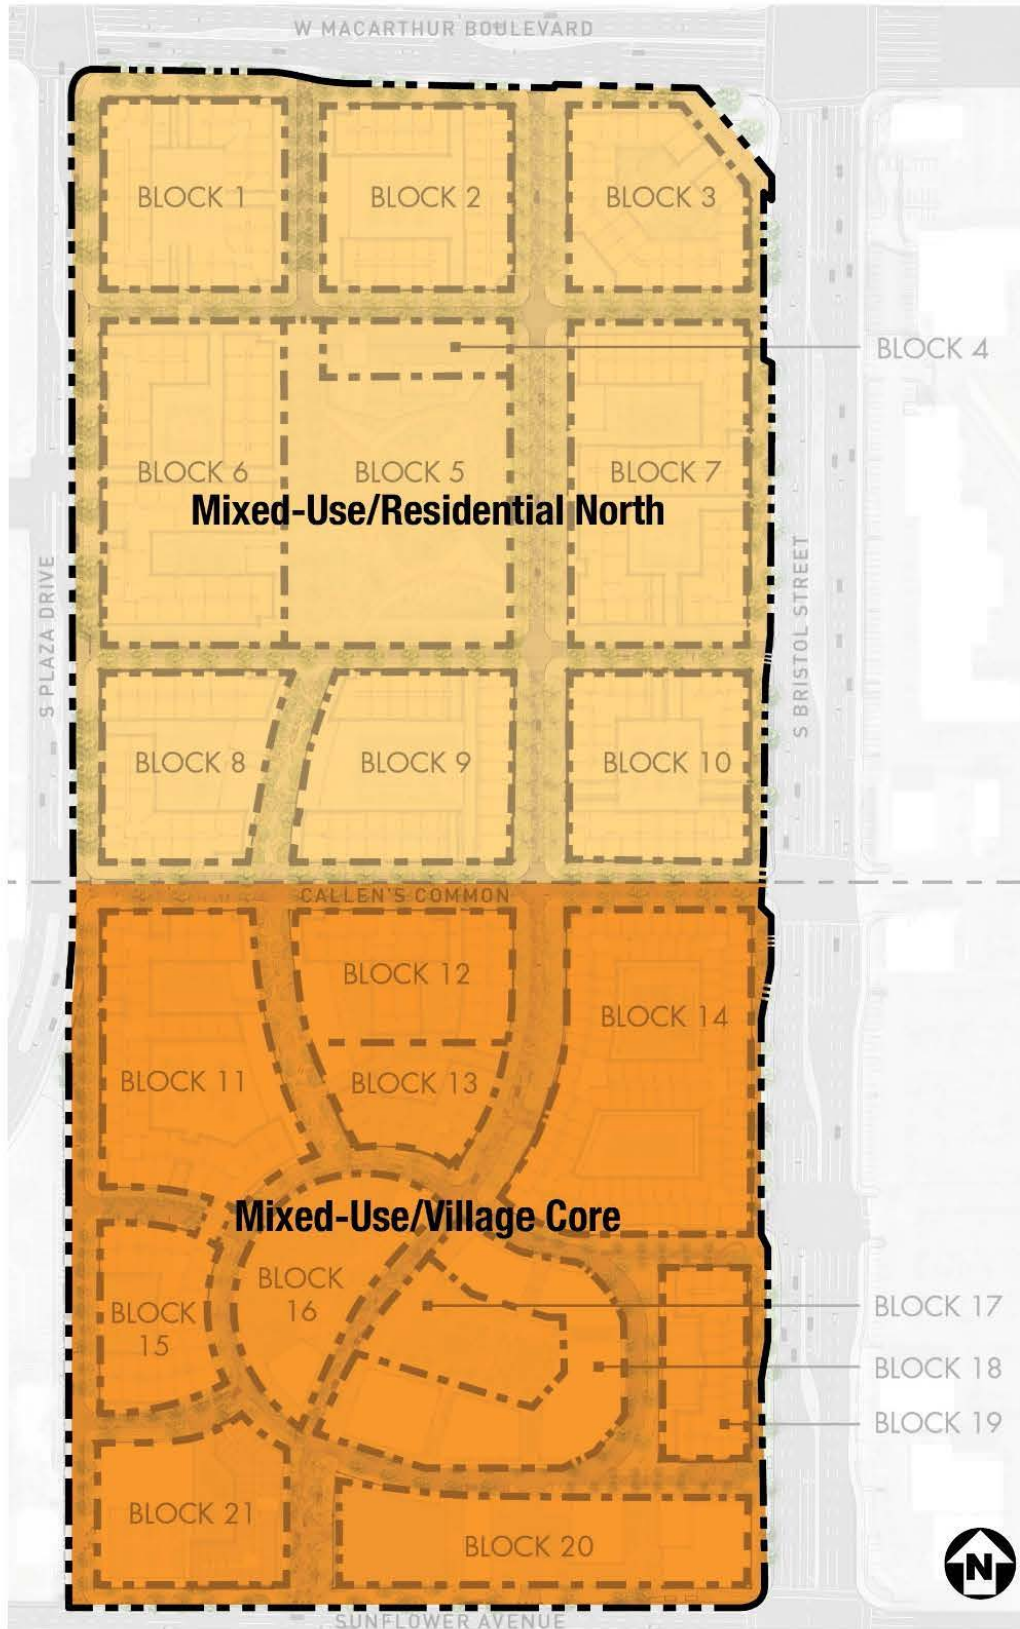 W MACARTHUR BOULEVARD
BLOCK 1
BLOCK 2
BLOCK 3
BLOCK 4
BLOCK 6
BLOCK 5
BLOCK 7
Mixed-Use/Residential North
S PLAZA DRIVE
S BRISTOL STREET
BLOCK 8
BLOCK 9
BLOCK 10
CALLEN'S COMMON
BLOCK 12
BLOCK 14
BLOCK 11
BLOCK 13
Mixed-Use/Village Core
BLOCK
16
BLOCK
15
BLOCK 17
BLOCK 18
BLOCK 19
BLOCK 21
BLOCK 20
N
SUNFLOWER AVENUE